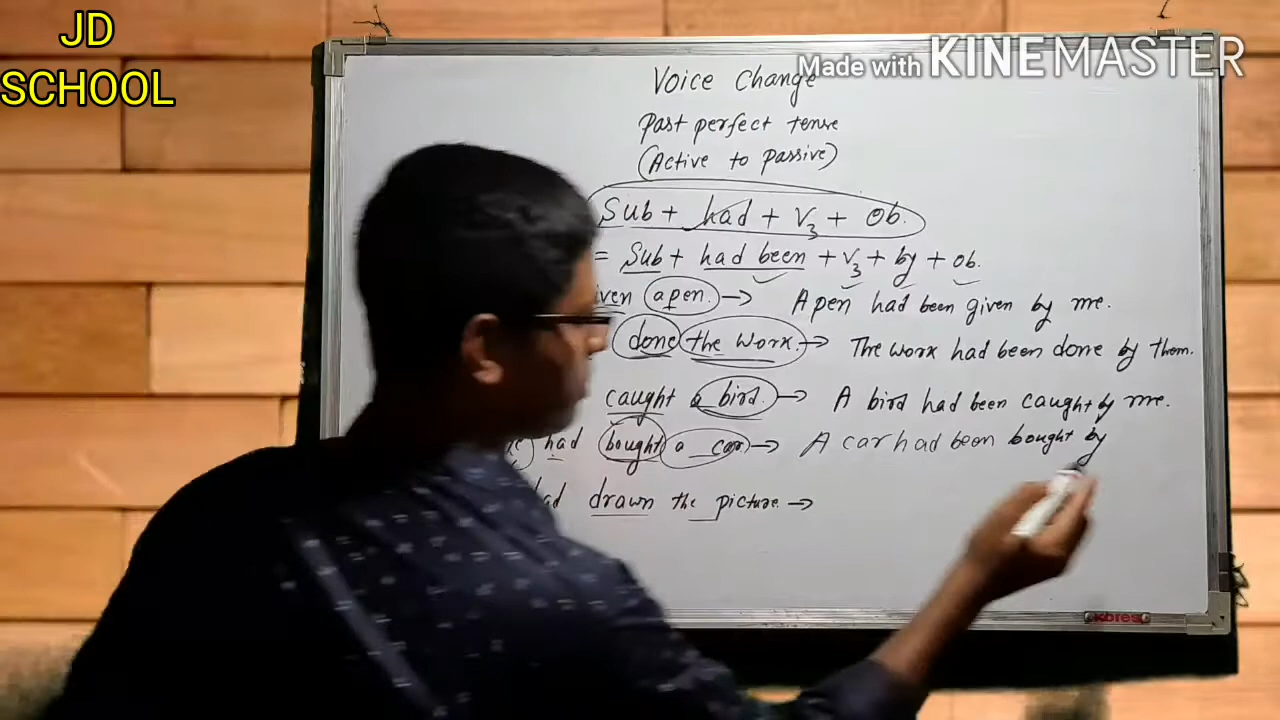 JD
SCHOOL
Made with KINEMASTER
Voice Change
Past perfect tense
(Active to Passive)
Sub + had + V3 + Ob.
= Sub + had been + V3 + by + Ob.
a pen. → A pen had been given by me.
done the work. → The work had been done by them.
caught a bird. → A bird had been caught by me.
had bought a car → A car had been bought by
drawn the picture. →
Kores